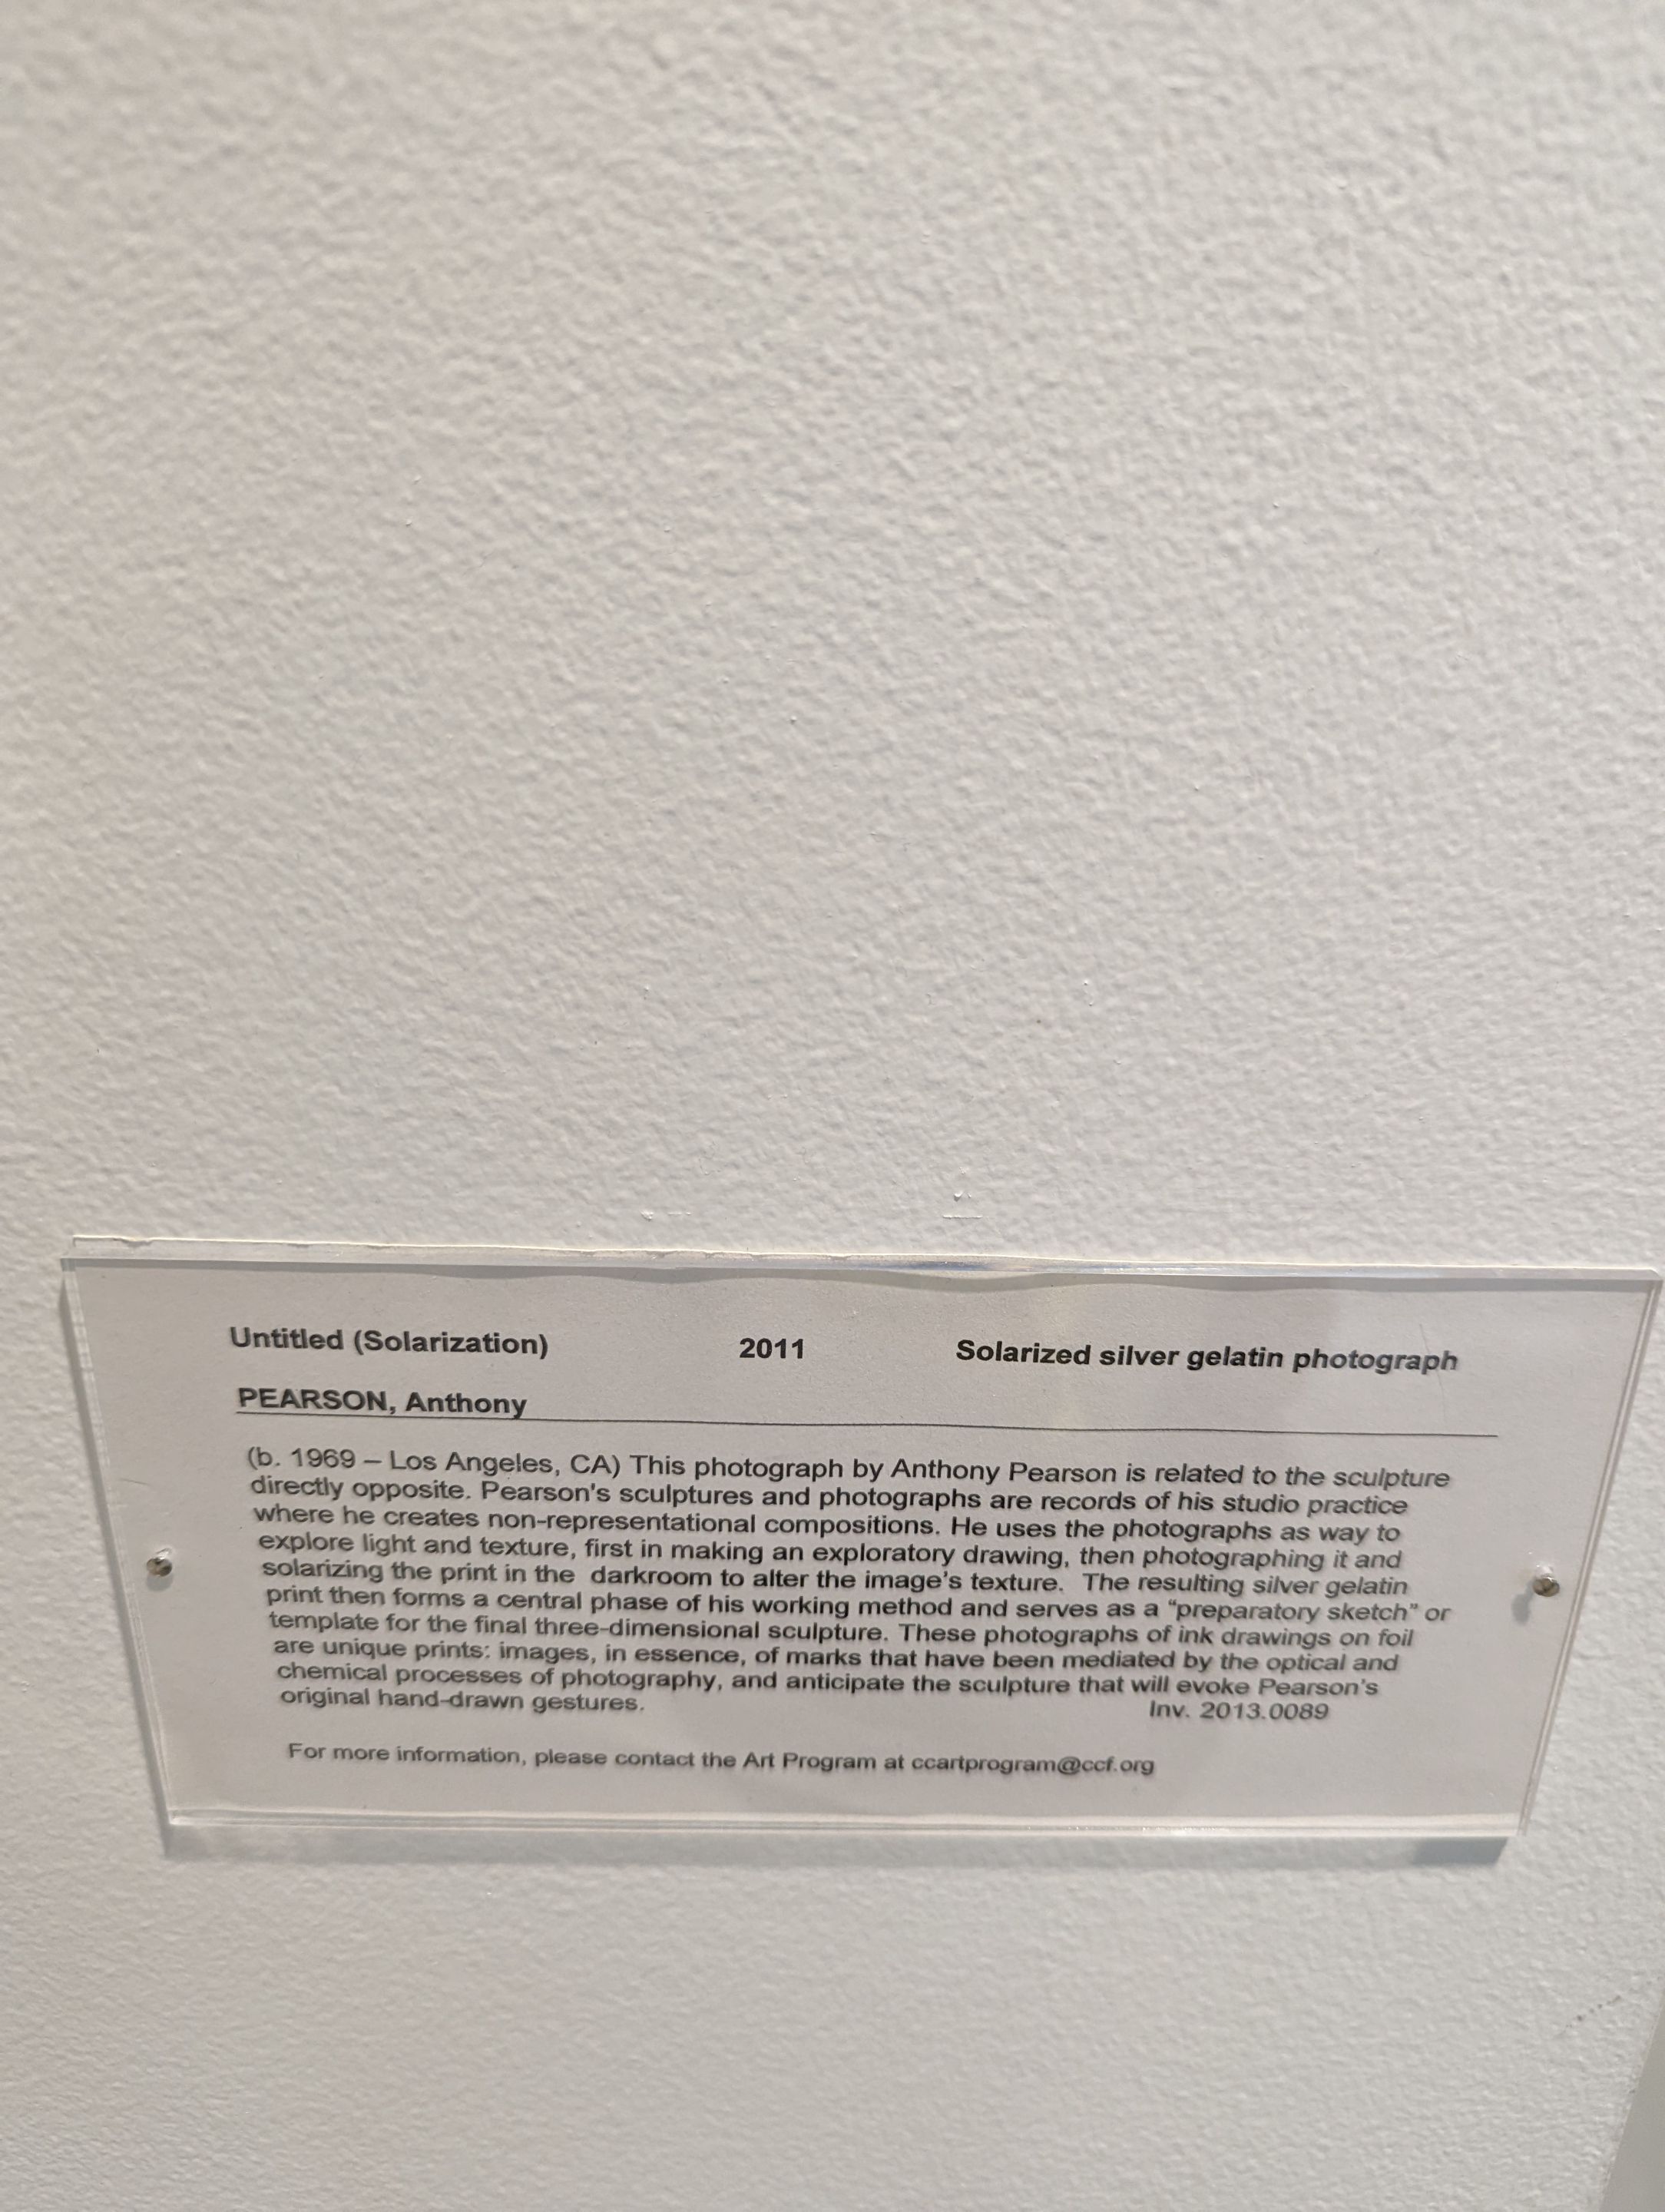 Untitled (Solarization) 2011 Solarized silver gelatin photograph
PEARSON, Anthony
(b. 1969 – Los Angeles, CA) This photograph by Anthony Pearson is related to the sculpture
directly opposite. Pearson's sculptures and photographs are records of his studio practice
where he creates non-representational compositions. He uses the photographs as way to
explore light and texture, first in making an exploratory drawing, then photographing it and
solarizing the print in the darkroom to alter the image's texture. The resulting silver gelatin
print then forms a central phase of his working method and serves as a “preparatory sketch” or
template for the final three-dimensional sculpture. These photographs of ink drawings on foil
are unique prints: images, in essence, of marks that have been mediated by the optical and
chemical processes of photography, and anticipate the sculpture that will evoke Pearson's
original hand-drawn gestures. Inv. 2013.0089
For more information, please contact the Art Program at ccartprogram@ccf.org